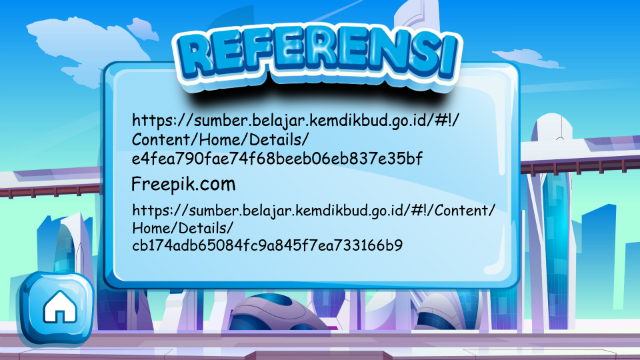 REFERENSI
https://sumber.belajar.kemdikbud.go.id/#!/
Content/Home/Details/
e4fea790fae74f68beeb06eb837e35bf
Freepik.com
https://sumber.belajar.kemdikbud.go.id/#!/Content/
Home/Details/
cb174adb65084fc9a845f7ea733166b9